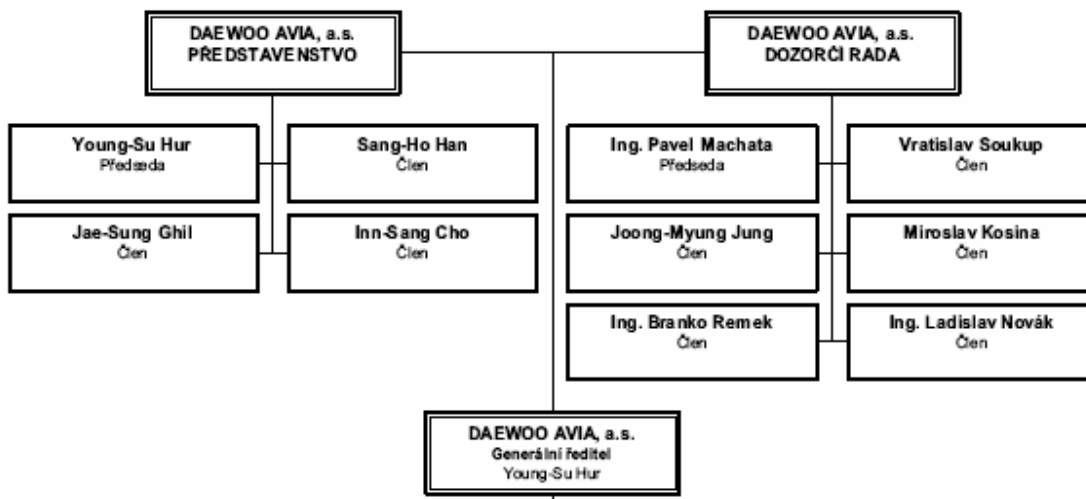 DAEWOO AVIA, a.s.
PŘEDSTAVENSTVO
DAEWOO AVIA, a.s.
DOZORČÍ RADA
Young-Su Hur
Předseda
Sang-Ho Han
Člen
Jae-Sung Ghil
Člen
Inn-Sang Cho
Člen
Ing. Pavel Machata
Předseda
Vratislav Soukup
Člen
Joong-Myung Jung
Člen
Miroslav Kosina
Člen
Ing. Branko Remek
Člen
Ing. Ladislav Novák
Člen
DAEWOO AVIA, a.s.
Generální ředitel
Young-Su Hur